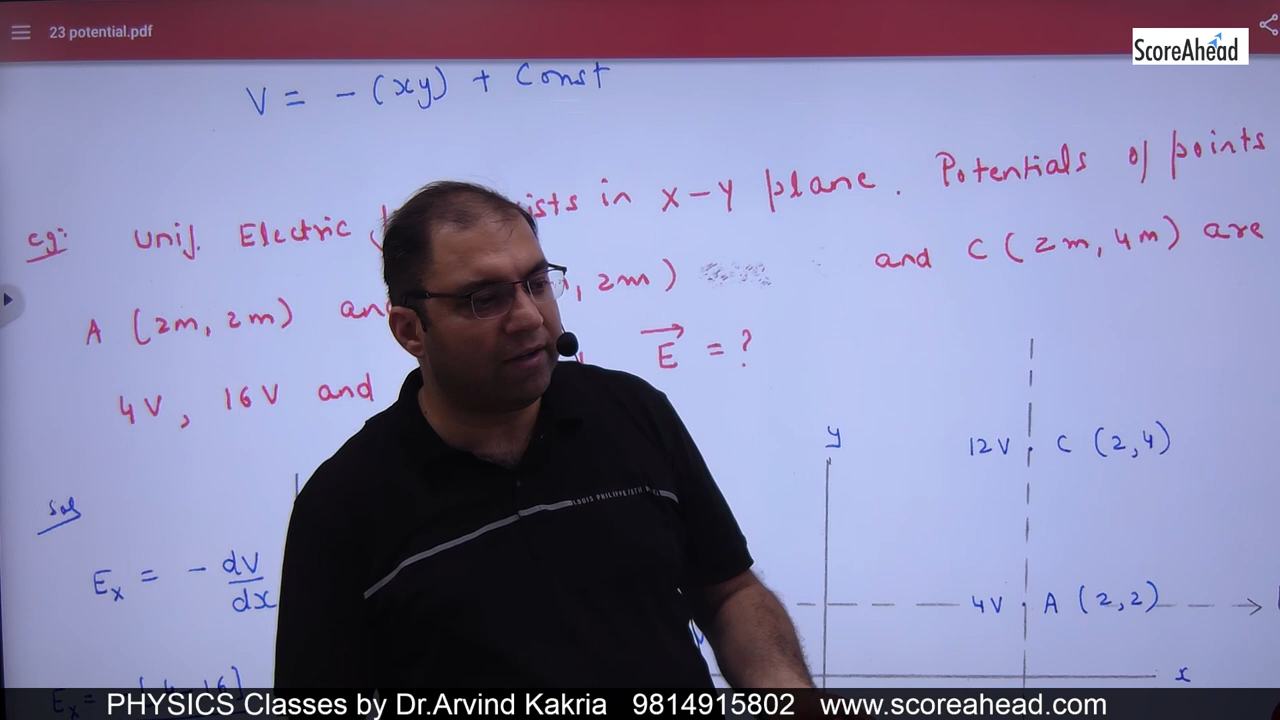 23 potential.pdf
ScoreAhead
V = - (xy) + Const
eg: Unif. Electric ists in X-Y plane. Potentials of points
A (2m, 2m) an , 2m) and C (2m, 4m) are
4V, 16V and E = ?
y
12V C (2,4)
Sol
Ex = - dV/dx
4V A (2,2)
x
Ex =
PHYSICS Classes by Dr.Arvind Kakria 9814915802 www.scoreahead.com